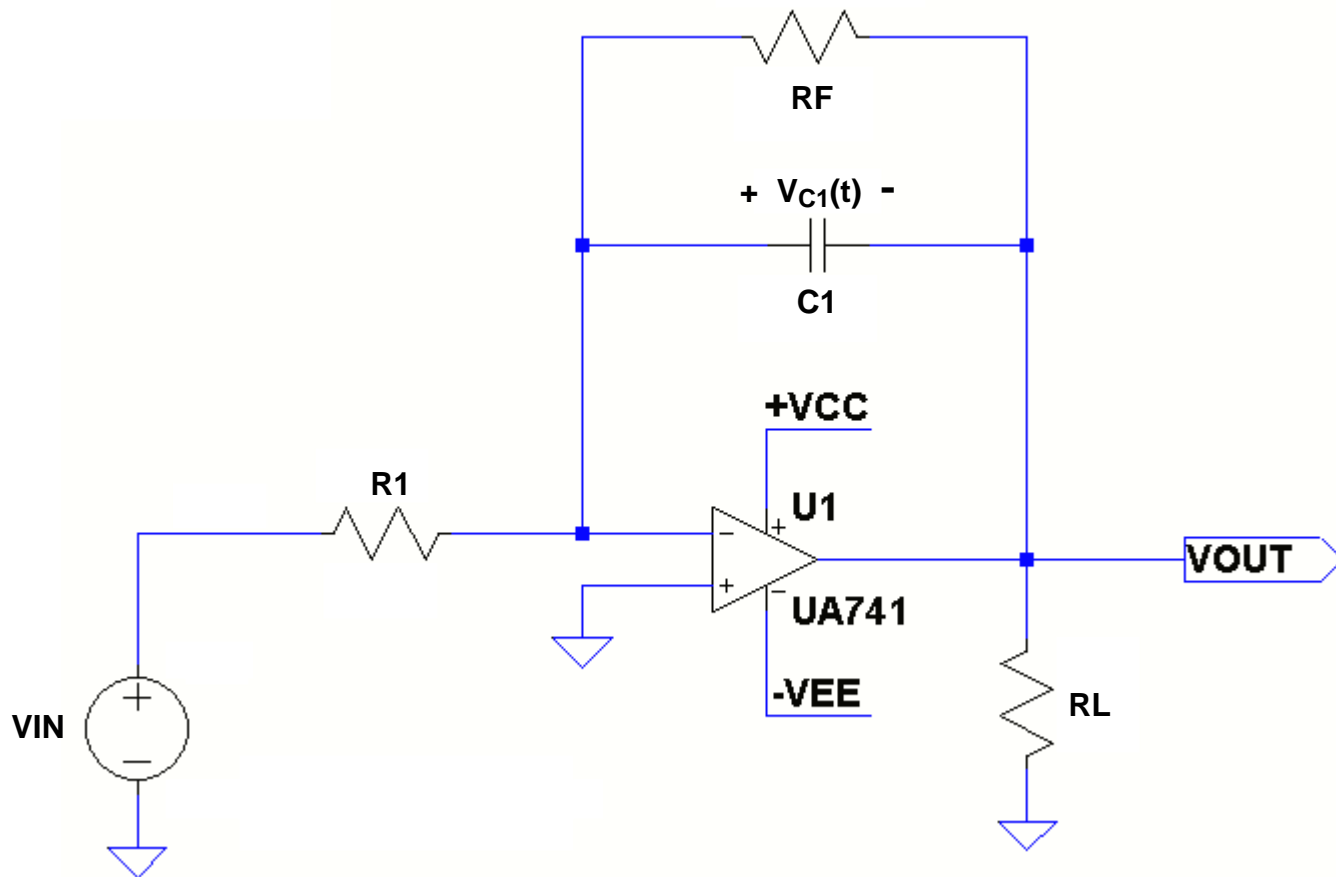 RF
+ VC1(t) -
C1
+VCC
R1
U1
- +
+ -
UA741
VOUT
-VEE
RL
VIN
+
-